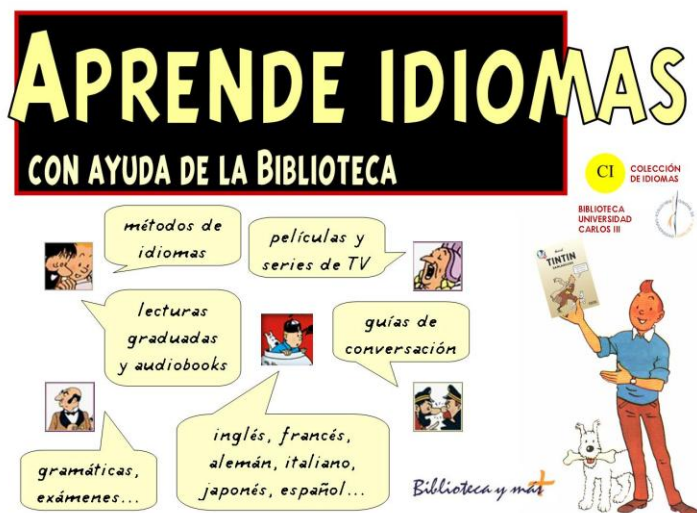 APRENDE IDIOMAS
CON AYUDA DE LA BIBLIOTECA
CI
COLECCIÓN
DE IDIOMAS
BIBLIOTECA
UNIVERSIDAD
CARLOS III
métodos de
idiomas
películas y
series de TV
TINTIN
lecturas
graduadas
y audiobooks
guías de
conversación
gramáticas,
exámenes...
inglés, francés,
alemán, italiano,
japonés, español...
Biblioteca y más